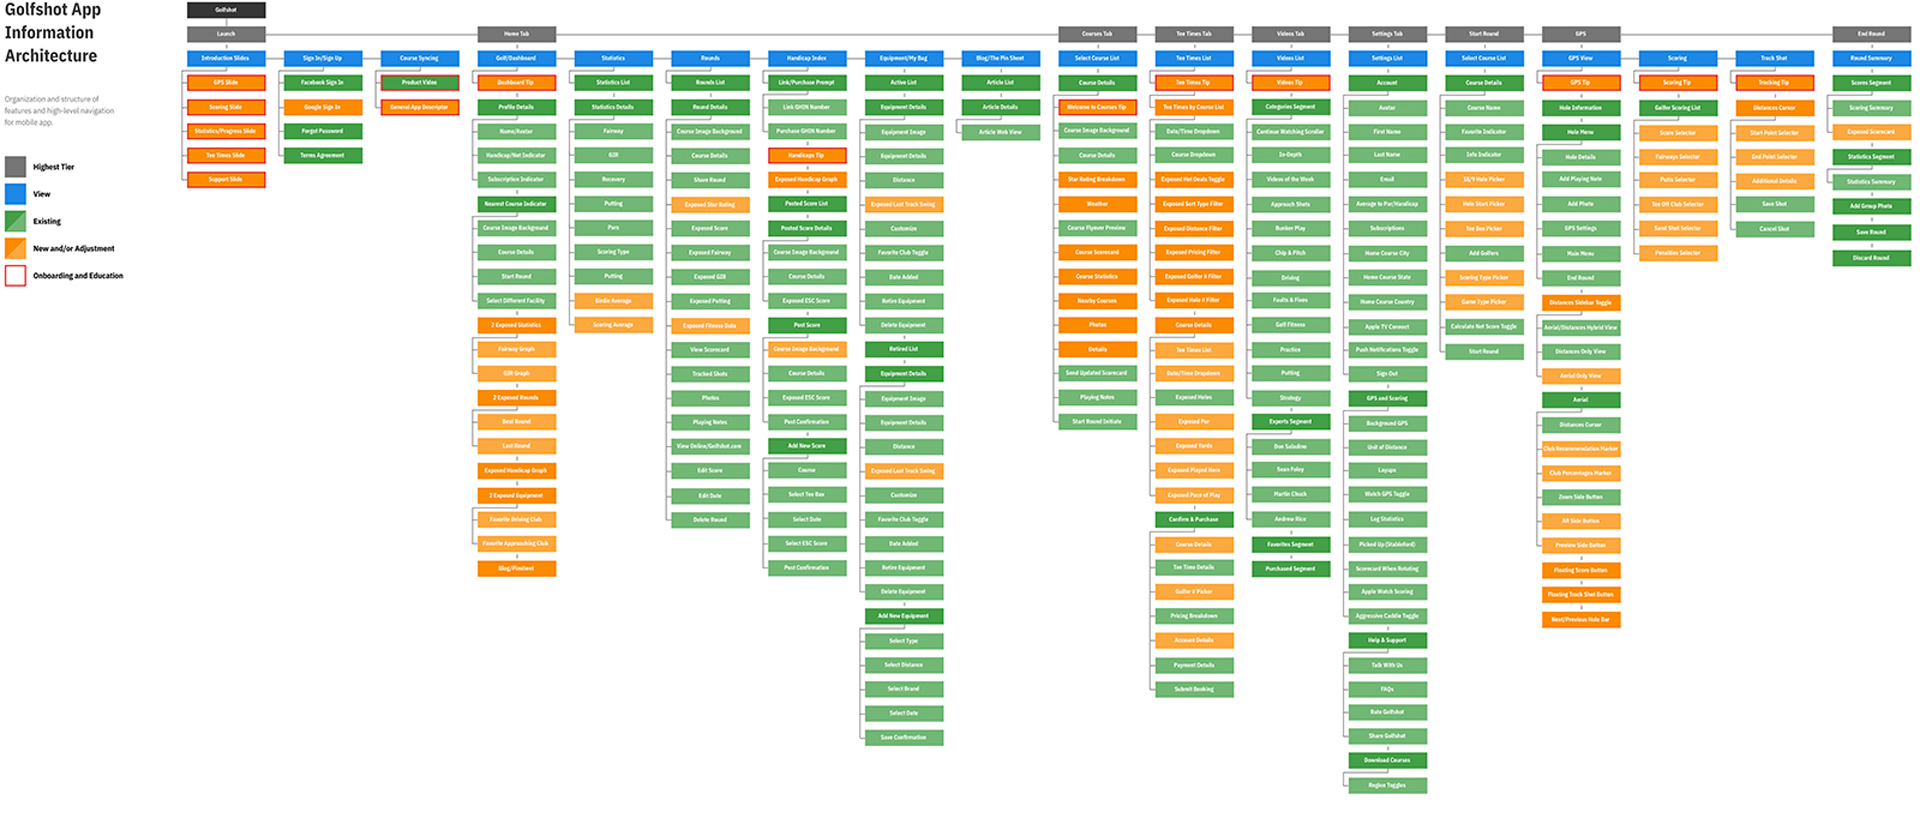 Golfshot App
Information
Architecture
Organization and structure of
features and high-level navigation
for mobile app.
Highest Tier
View
Existing
New and/or Adjustment
Onboarding and Education
Golfshot
Launch
Introduction Slides
GPS Slide
Scoring Slide
Statistics/Progress Slide
Tee Times Slide
Support Slide
Sign In/Sign Up
Facebook Sign In
Google Sign In
Forgot Password
Terms Agreement
Course Syncing
Product Video
General App Descriptor
Home Tab
Golf/Dashboard
Dashboard Tip
Profile Details
Name/Avatar
Handicap/Net Indicator
Subscription Indicator
Nearest Course Indicator
Course Image Background
Course Details
Start Round
Select Different Facility
2 Exposed Statistics
Fairway Graph
GIR Graph
2 Exposed Rounds
Best Round
Last Round
Exposed Handicap Graph
2 Exposed Equipment
Favorite Driving Club
Favorite Approaching Club
Blog/Pinsheet
Statistics
Statistics List
Statistics Details
Fairway
GIR
Recovery
Putting
Pars
Scoring Type
Putting
Birdie Average
Scoring Average
Rounds
Rounds List
Round Details
Course Image Background
Course Details
Share Round
Exposed Star Rating
Exposed Score
Exposed Fairway
Exposed GIR
Exposed Putting
Exposed Fitness Data
View Scorecard
Tracked Shots
Photos
Playing Notes
View Online/Golfshot.com
Edit Score
Edit Date
Delete Round
Handicap Index
Link/Purchase Prompt
Link GHIN Number
Purchase GHIN Number
Handicaps Tip
Exposed Handicap Graph
Posted Score List
Posted Score Details
Course Image Background
Course Details
Exposed ESC Score
Post Score
Course Image Background
Course Details
Exposed ESC Score
Post Confirmation
Add New Score
Course
Select Tee Box
Select Date
Select ESC Score
Post Confirmation
Equipment/My Bag
Active List
Equipment Details
Equipment Image
Equipment Details
Distance
Exposed Last Track Swing
Customize
Favorite Club Toggle
Date Added
Retire Equipment
Delete Equipment
Retired List
Equipment Details
Equipment Image
Equipment Details
Distance
Exposed Last Track Swing
Customize
Favorite Club Toggle
Date Added
Retire Equipment
Delete Equipment
Add New Equipment
Select Type
Select Distance
Select Brand
Select Date
Save Confirmation
Blog/The Pin Sheet
Article List
Article Details
Article Web View
Courses Tab
Select Course List
Course Details
Welcome to Courses Tip
Course Image Background
Course Details
Star Rating Breakdown
Weather
Course Flyover Preview
Course Scorecard
Course Statistics
Nearby Courses
Photos
Details
Send Updated Scorecard
Playing Notes
Start Round Initiate
Tee Times Tab
Tee Times List
Tee Times Tip
Tee Times by Course List
Date/Time Dropdown
Course Dropdown
Exposed Hot Deals Toggle
Exposed Sort Type Filter
Exposed Distance Filter
Exposed Pricing Filter
Exposed Golfer # Filter
Exposed Hole # Filter
Course Details
Tee Times List
Date/Time Dropdown
Exposed Holes
Exposed Par
Exposed Yards
Exposed Played Here
Exposed Pace of Play
Confirm & Purchase
Course Details
Tee Time Details
Golfer # Picker
Pricing Breakdown
Account Details
Payment Details
Submit Booking
Videos Tab
Videos List
Videos Tip
Categories Segment
Continue Watching Scroller
In-Depth
Videos of the Week
Approach Shots
Bunker Play
Chip & Pitch
Driving
Faults & Fixes
Golf Fitness
Practice
Putting
Strategy
Experts Segment
Don Saladino
Sean Foley
Martin Chuck
Andrew Rice
Favorites Segment
Purchased Segment
Settings Tab
Settings List
Account
Avatar
First Name
Last Name
Email
Average to Par/Handicap
Subscriptions
Home Course City
Home Course State
Home Course Country
Apple TV Connect
Push Notifications Toggle
Sign Out
GPS and Scoring
Background GPS
Unit of Distance
Layups
Watch GPS Toggle
Log Statistics
Picked Up (Stableford)
Scorecard When Rotating
Apple Watch Scoring
Aggressive Caddie Toggle
Help & Support
Talk With Us
FAQs
Rate Golfshot
Share Golfshot
Download Courses
Region Toggles
Start Round
Select Course List
Course Details
Course Name
Favorite Indicator
Info Indicator
18/9 Hole Picker
Hole Start Picker
Tee Box Picker
Add Golfers
Scoring Type Picker
Game Type Picker
Calculate Net Score Toggle
Start Round
GPS
GPS View
GPS Tip
Hole Information
Hole Menu
Hole Details
Add Playing Note
Add Photo
GPS Settings
Main Menu
End Round
Distances Sidebar Toggle
Aerial/Distances Hybrid View
Distances Only View
Aerial Only View
Aerial
Distances Cursor
Club Recommendation Marker
Club Percentages Marker
Zoom Side Button
AR Side Button
Preview Side Button
Floating Score Button
Floating Track Shot Button
Next/Previous Hole Bar
Scoring
Scoring Tip
Golfer Scoring List
Score Selector
Fairways Selector
Putts Selector
Tee Off Club Selector
Sand Shot Selector
Penalties Selector
Track Shot
Tracking Tip
Distances Cursor
Start Point Selector
End Point Selector
Additional Details
Save Shot
Cancel Shot
End Round
Round Summary
Scores Segment
Scoring Summary
Exposed Scorecard
Statistics Segment
Statistics Summary
Add Group Photo
Save Round
Discard Round